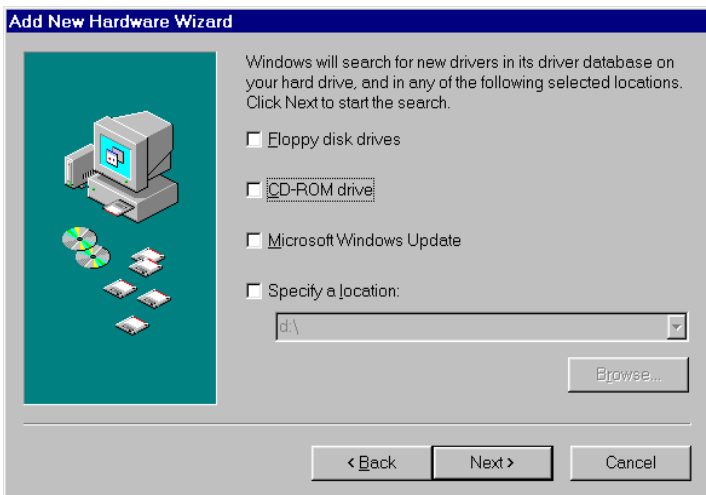 Add New Hardware Wizard
Windows will search for new drivers in its driver database on
your hard drive, and in any of the following selected locations.
Click Next to start the search.
Floppy disk drives
CD-ROM drive
Microsoft Windows Update
Specify a location:
d:\
Browse...
< Back
Next >
Cancel